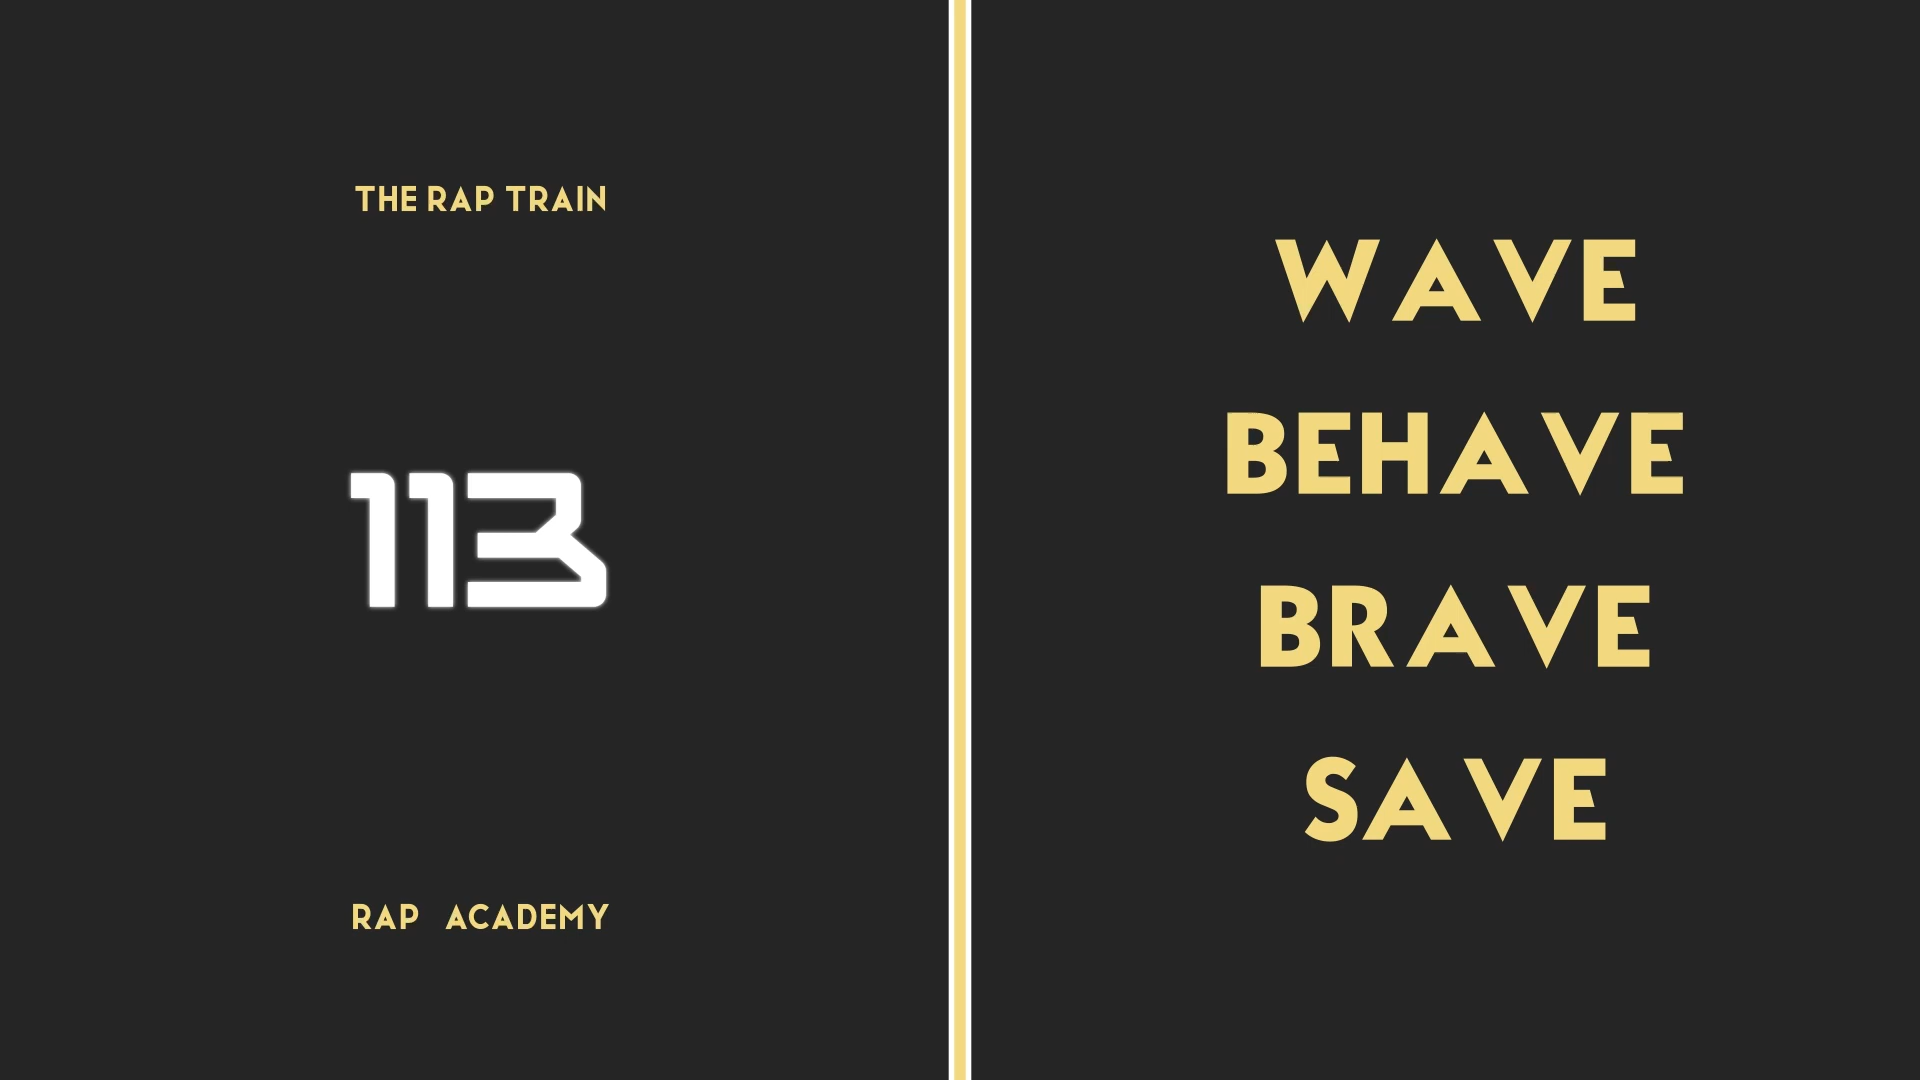 THE RAP TRAIN
113
RAP ACADEMY
WAVE
BEHAVE
BRAVE
SAVE